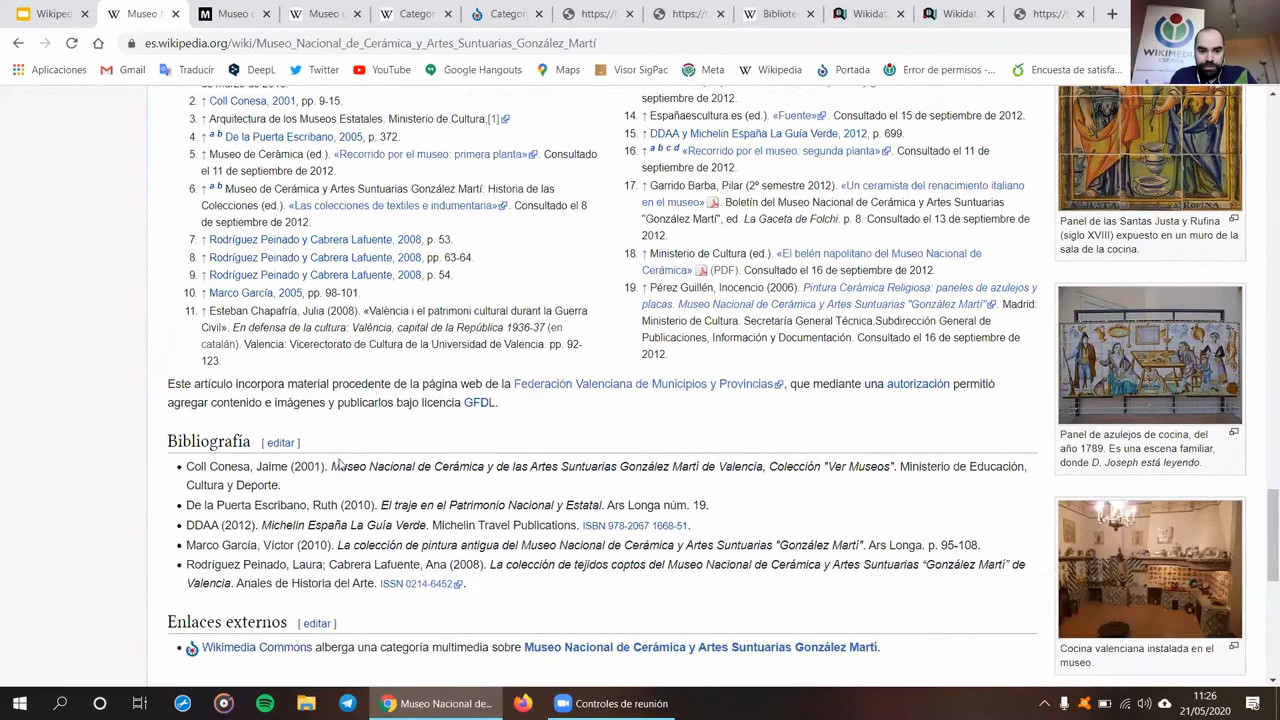 Wikiped
Museo N
Museo d
Museo d
Categór
Categor
https://t
https://t
Bibliote
Wikidat
Wikidat
https://t
es.wikipedia.org/wiki/Museo_Nacional_de_Cerámica_y_Artes_Suntuarias_González_Martí
Aplicaciones
Gmail
Traducir
DeepL
Twitter
YouTube
Google Hangouts
Maps
Visor SigPac
Meta
Wikipedia
Portada
Error de permisos -...
Encuesta de satisfa...
WIKIMEDIA
ESPAÑA
2. ↑ Coll Conesa, 2001, pp. 9-15.
3. ↑ Arquitectura de los Museos Estatales. Ministerio de Cultura.[1]
4. ↑ a b De la Puerta Escribano, 2005, p. 372.
5. ↑ Museo de Ceràmica (ed.). «Recorrido por el museo: primera planta». Consultado
el 11 de septiembre de 2012.
6. ↑ a b Museo de Cerámica y Artes Suntuarias González Martí: Historia de las
Colecciones (ed.). «Las colecciones de textiles e indumentaria». Consultado el 8
de septiembre de 2012.
7. ↑ Rodríguez Peinado y Cabrera Lafuente, 2008, p. 53.
8. ↑ Rodríguez Peinado y Cabrera Lafuente, 2008, pp. 63-64.
9. ↑ Rodríguez Peinado y Cabrera Lafuente, 2008, p. 54.
10. ↑ Marco García, 2005, pp. 98-101.
11. ↑ Esteban Chapafría, Julia (2008). «València i el patrimoni cultural durant la Guerra
Civil». En defensa de la cultura: València, capital de la República 1936-37 (en
catalán). Valencia: Vicerectorato de Cultura de la Universidad de Valencia. pp. 92-
123.
septiembre de 2012.
14. ↑ Españaescultura.es (ed.). «Fuente». Consultado el 15 de septiembre de 2012.
15. ↑ DDAA y Michelin España La Guía Verde, 2012, p. 699.
16. ↑ a b c d «Recorrido por el museo: segunda planta». Consultado el 11 de
septiembre de 2012.
17. ↑ Garrido Barba, Pilar (2º semestre 2012). «Un ceramista del renacimiento italiano
en el museo». Boletín del Museo Nacional de Cerámica y Artes Suntuarias
"González Martí", ed. La Gaceta de Folchi. p. 8. Consultado el 13 de septiembre de
2012.
18. ↑ Ministerio de Cultura (ed.). «El belén napolitano del Museo Nacional de
Cerámica» (PDF). Consultado el 16 de septiembre de 2012.
19. ↑ Pérez Guillén, Inocencio (2006). Pintura Cerámica Religiosa: paneles de azulejos y
placas. Museo Nacional de Cerámica y Artes Suntuarias "González Martí". Madrid:
Ministerio de Cultura. Secretaría General Técnica.Subdirección General de
Publicaciones, Información y Documentación. Consultado el 16 de septiembre de
2012.
Panel de las Santas Justa y Rufina
(siglo XVIII) expuesto en un muro de la
sala de la cocina.
Panel de azulejos de cocina, del
año 1789. Es una escena familiar,
donde D. Joseph está leyendo.
Cocina valenciana instalada en el
museo.
Este artículo incorpora material procedente de la página web de la Federación Valenciana de Municipios y Provincias, que mediante una autorización permitió
agregar contenido e imágenes y publicarlos bajo licencia GFDL.
Bibliografía [ editar ]
• Coll Conesa, Jaime (2001). Museo Nacional de Cerámica y de las Artes Suntuarias González Martí de Valencia, Colección "Ver Museos". Ministerio de Educación,
Cultura y Deporte.
• De la Puerta Escribano, Ruth (2010). El traje en el Patrimonio Nacional y Estatal. Ars Longa núm. 19.
• DDAA (2012). Michelin España La Guía Verde. Michelin Travel Publications. ISBN 978-2067 1668-51.
• Marco García, Víctor (2010). La colección de pintura antigua del Museo Nacional de Cerámica y Artes Suntuarias "González Martí". Ars Longa. p. 95-108.
• Rodríguez Peinado, Laura; Cabrera Lafuente, Ana (2008). La colección de tejidos coptos del Museo Nacional de Cerámica y Artes Suntuarias “González Martí” de
Valencia. Anales de Historia del Arte. ISSN 0214-6452.
Enlaces externos [ editar ]
• Wikimedia Commons alberga una categoría multimedia sobre Museo Nacional de Cerámica y Artes Suntuarias González Martí.
Museo Nacional de...
Controles de reunión
11:26
21/05/2020